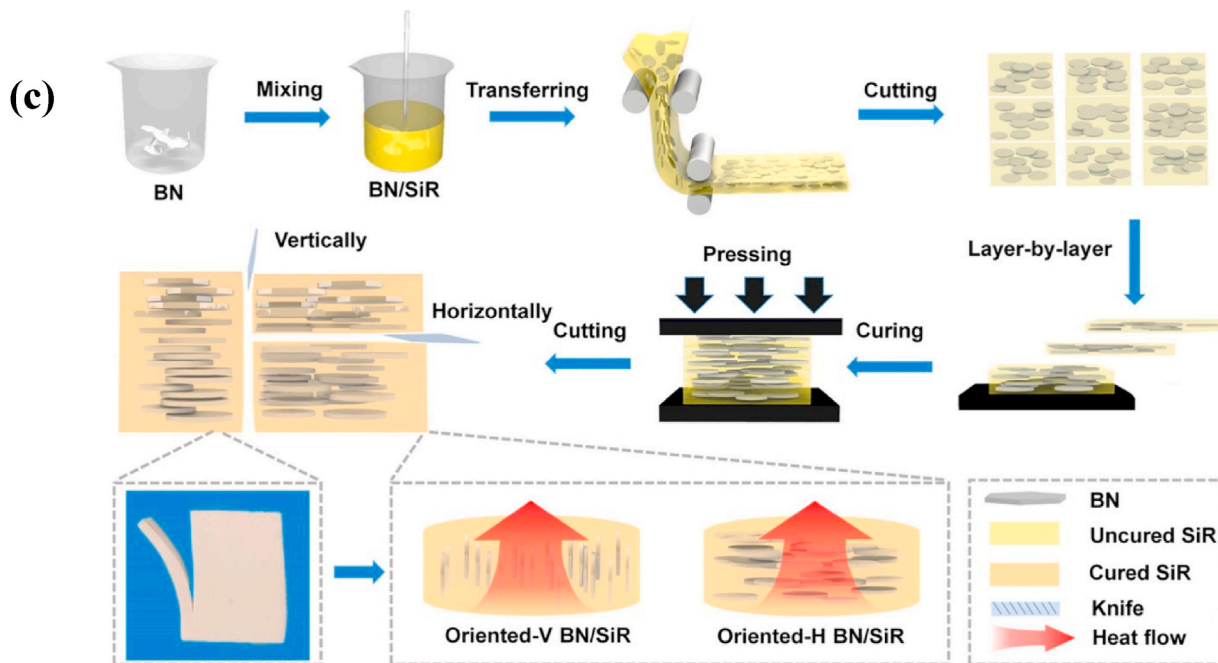 (c)
Mixing
Transferring
Cutting
BN
BN/SiR
Vertically
Pressing
Layer-by-layer
Horizontally
Cutting
Curing
BN
Uncured SiR
Cured SiR
Knife
Heat flow
Oriented-V BN/SiR
Oriented-H BN/SiR